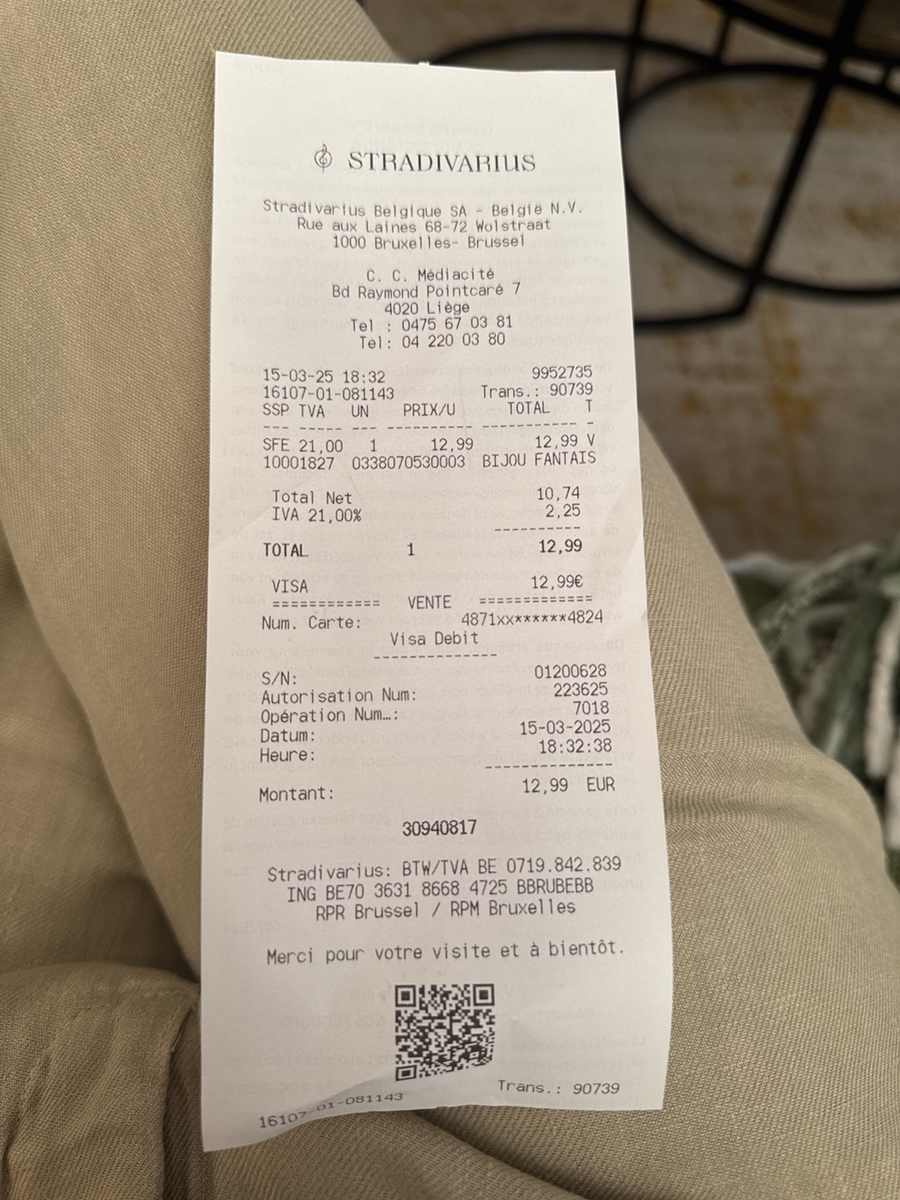 STRADIVARIUS
Stradivarius Belgique SA - België N.V.
Rue aux Laines 68-72 Wolstraat
1000 Bruxelles- Brussel
C. C. Médiacité
Bd Raymond Pointcaré 7
4020 Liège
Tel : 0475 67 03 81
Tel: 04 220 03 80
15-03-25 18:32 9952735
16107-01-081143 Trans.: 90739
SSP TVA UN PRIX/U TOTAL T
--- ----- --- ---------- ----------- -
SFE 21,00 1 12,99 12,99 V
10001827 0338070530003 BIJOU FANTAIS
Total Net 10,74
IVA 21,00% 2,25
----------
TOTAL 1 12,99
VISA 12,99€
============ VENTE =============
Num. Carte: 4871xx******4824
Visa Debit
-------------
S/N: 01200628
Autorisation Num: 223625
Opération Num…: 7018
Datum: 15-03-2025
Heure: 18:32:38
-------------
Montant: 12,99 EUR
30940817
Stradivarius: BTW/TVA BE 0719.842.839
ING BE70 3631 8668 4725 BBRUBEBB
RPR Brussel / RPM Bruxelles
Merci pour votre visite et à bientôt.
16107-01-081143 Trans.: 90739